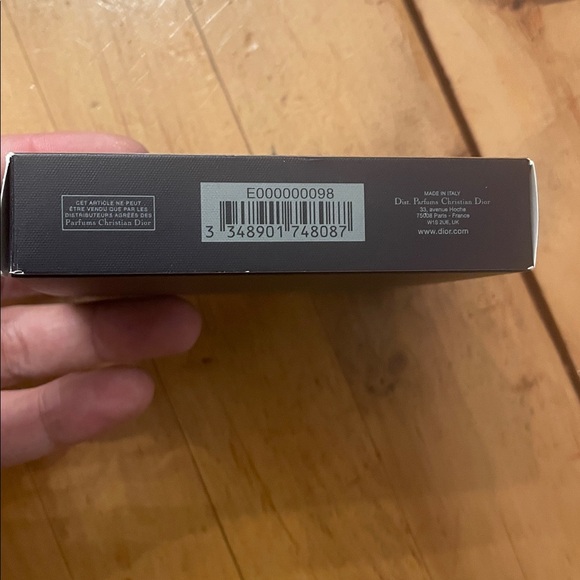 CET ARTICLE NE PEUT
ÊTRE VENDU QUE PAR LES
DISTRIBUTEURS AGRÉÉS DES
Parfums Christian Dior
E000000098
3 348901 748087
MADE IN ITALY
Dist. Parfums Christian Dior
33, avenue Hoche
75008 Paris - France
W1S 2UE, UK
www.dior.com